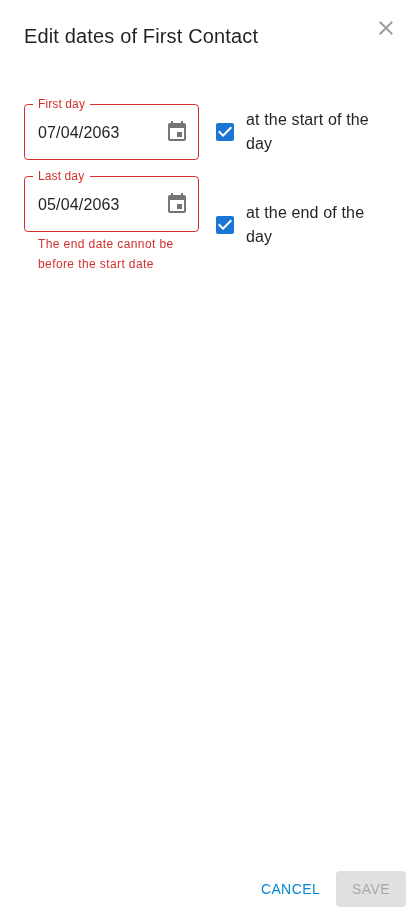 Edit dates of First Contact
First day
07/04/2063
at the start of the
day
Last day
05/04/2063
at the end of the
day
The end date cannot be
before the start date
CANCEL
SAVE